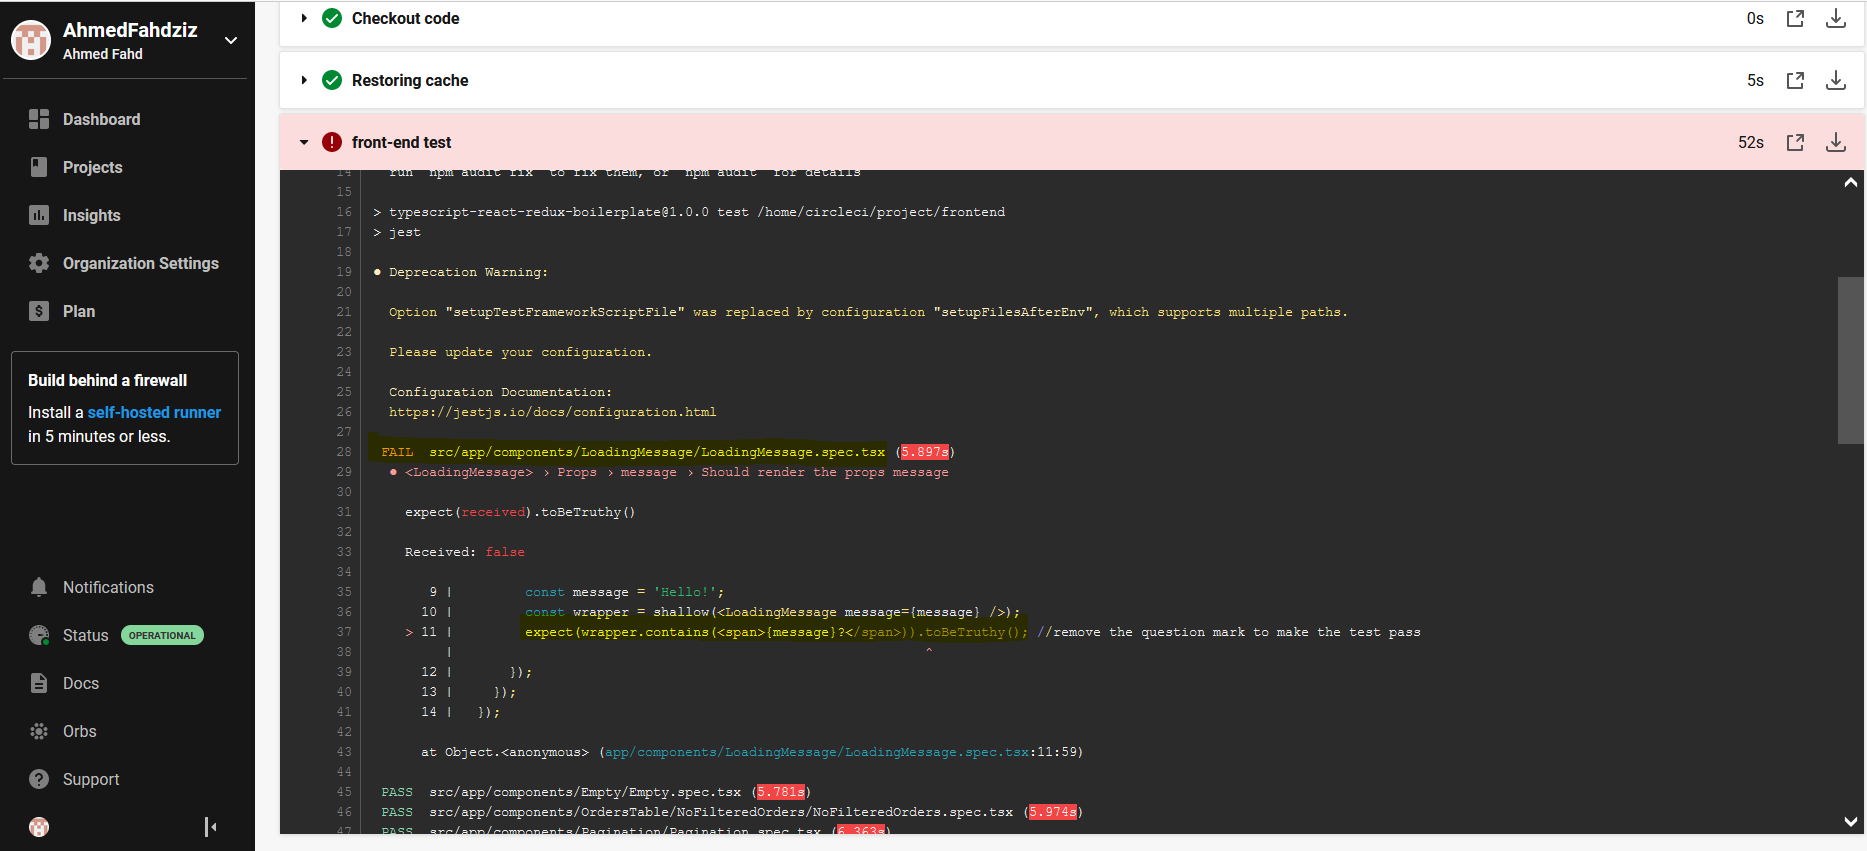 AhmedFahdziz
Ahmed Fahd
Dashboard
Projects
Insights
Organization Settings
Plan
Build behind a firewall
Install a self-hosted runner
in 5 minutes or less.
Notifications
Status OPERATIONAL
Docs
Orbs
Support
Checkout code 0s
Restoring cache 5s
front-end test 52s
14 run `npm audit fix` to fix them, or `npm audit` for details
15
16 > typescript-react-redux-boilerplate@1.0.0 test /home/circleci/project/frontend
17 > jest
18
19 ● Deprecation Warning:
20
21 Option "setupTestFrameworkScriptFile" was replaced by configuration "setupFilesAfterEnv", which supports multiple paths.
22
23 Please update your configuration.
24
25 Configuration Documentation:
26 https://jestjs.io/docs/configuration.html
27
28 FAIL src/app/components/LoadingMessage/LoadingMessage.spec.tsx (5.897s)
29 ● <LoadingMessage> › Props › message › Should render the props message
30
31 expect(received).toBeTruthy()
32
33 Received: false
34
35 9 | const message = 'Hello!';
36 10 | const wrapper = shallow(<LoadingMessage message={message} />);
37 > 11 | expect(wrapper.contains(<span>{message}?</span>)).toBeTruthy(); //remove the question mark to make the test pass
38 | ^
39 12 | });
40 13 | });
41 14 | });
42
43 at Object.<anonymous> (app/components/LoadingMessage/LoadingMessage.spec.tsx:11:59)
44
45 PASS src/app/components/Empty/Empty.spec.tsx (5.781s)
46 PASS src/app/components/OrdersTable/NoFilteredOrders/NoFilteredOrders.spec.tsx (5.974s)
47 PASS src/app/components/Pagination/Pagination.spec.tsx (6.363s)